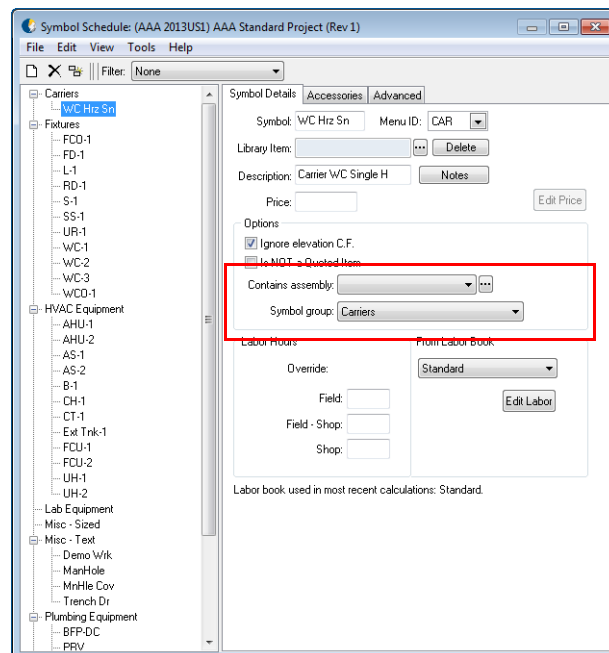 Symbol Schedule: (AAA 2013US1) AAA Standard Project (Rev 1)
File Edit View Tools Help
Filter: None
Carriers
WC Hrz Sn
Fixtures
FCO-1
FD-1
L-1
RD-1
S-1
SS-1
UR-1
WC-1
WC-2
WC-3
WCO-1
HVAC Equipment
AHU-1
AHU-2
AS-1
AS-2
B-1
CH-1
CT-1
Ext Tnk-1
FCU-1
FCU-2
UH-1
UH-2
Lab Equipment
Misc - Sized
Misc - Text
Demo Wrk
ManHole
MnHle Cov
Trench Dr
Plumbing Equipment
BFP-DC
PRV
Symbol Details Accessories Advanced
Symbol: WC Hrz Sn Menu ID: CAR
Library Item: ... Delete
Description: Carrier WC Single H Notes
Price: Edit Price
Options
Ignore elevation C.F.
Is NOT a Quoted Item
Contains assembly: ...
Symbol group: Carriers
Labor Hours From Labor Book
Override: Standard
Field: Edit Labor
Field - Shop:
Shop:
Labor book used in most recent calculations: Standard.